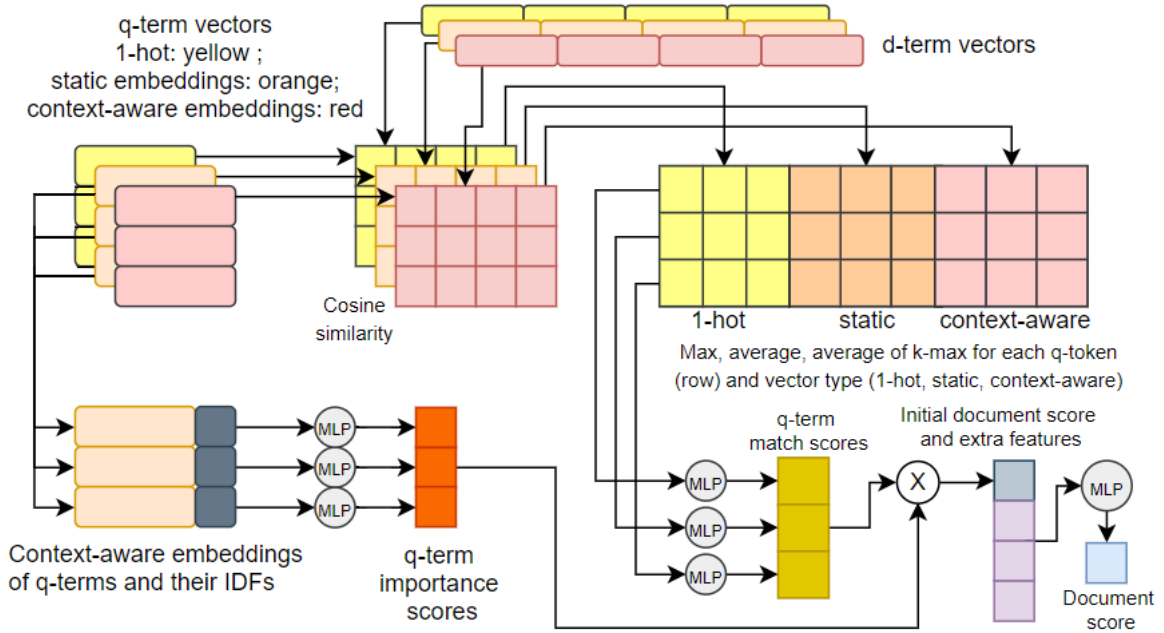 q-term vectors
1-hot: yellow ;
static embeddings: orange;
context-aware embeddings: red
d-term vectors
Cosine
similarity
1-hot
static
context-aware
Max, average, average of k-max for each q-token
(row) and vector type (1-hot, static, context-aware)
MLP
MLP
MLP
Context-aware embeddings
of q-terms and their IDFs
q-term
importance
scores
q-term
match scores
MLP
MLP
MLP
X
Initial document score
and extra features
MLP
Document
score